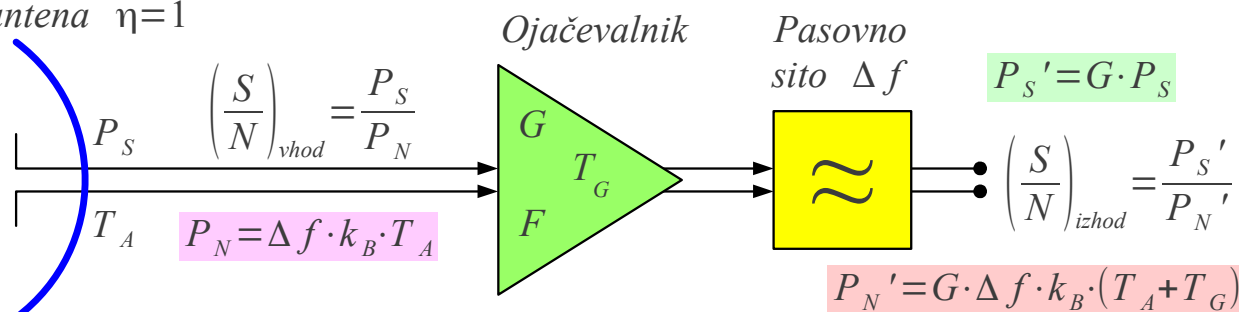 antena η=1
Ojačevalnik
Pasovno
sito Δf
P_S'=G·P_S
P_S
(S/N)_vhod = P_S/P_N
G
T_G
F
≈
(S/N)_izhod = P_S'/P_N'
T_A
P_N=Δf·k_B·T_A
P_N'=G·Δf·k_B·(T_A+T_G)